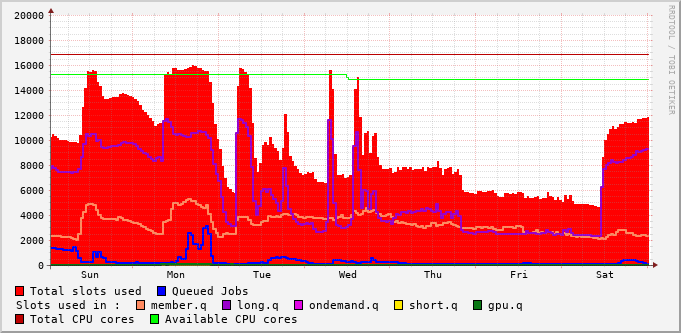 RRDTOOL / TOBI OETIKER
20000
18000
16000
14000
12000
10000
8000
6000
4000
2000
0
Sun Mon Tue Wed Thu Fri Sat
Total slots used Queued Jobs
Slots used in : member.q long.q ondemand.q short.q gpu.q
Total CPU cores Available CPU cores